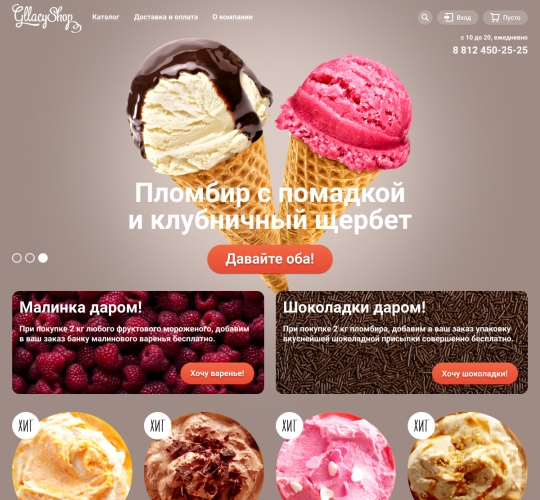 GllacyShop
Каталог
Доставка и оплата
О компании
Вход
Пусто
с 10 до 20, ежедневно
8 812 450-25-25
Пломбир с помадкой
и клубничный щербет
Давайте оба!
Малинка даром!
При покупке 2 кг любого фруктового мороженого, добавим
в ваш заказ банку малинового варенья бесплатно.
Хочу варенье!
Шоколадки даром!
При покупке 2 кг пломбира, добавим в ваш заказ упаковку
вкуснейшей шоколадной присыпки совершенно бесплатно.
Хочу шоколадки!
ХИТ
ХИТ
ХИТ
ХИТ